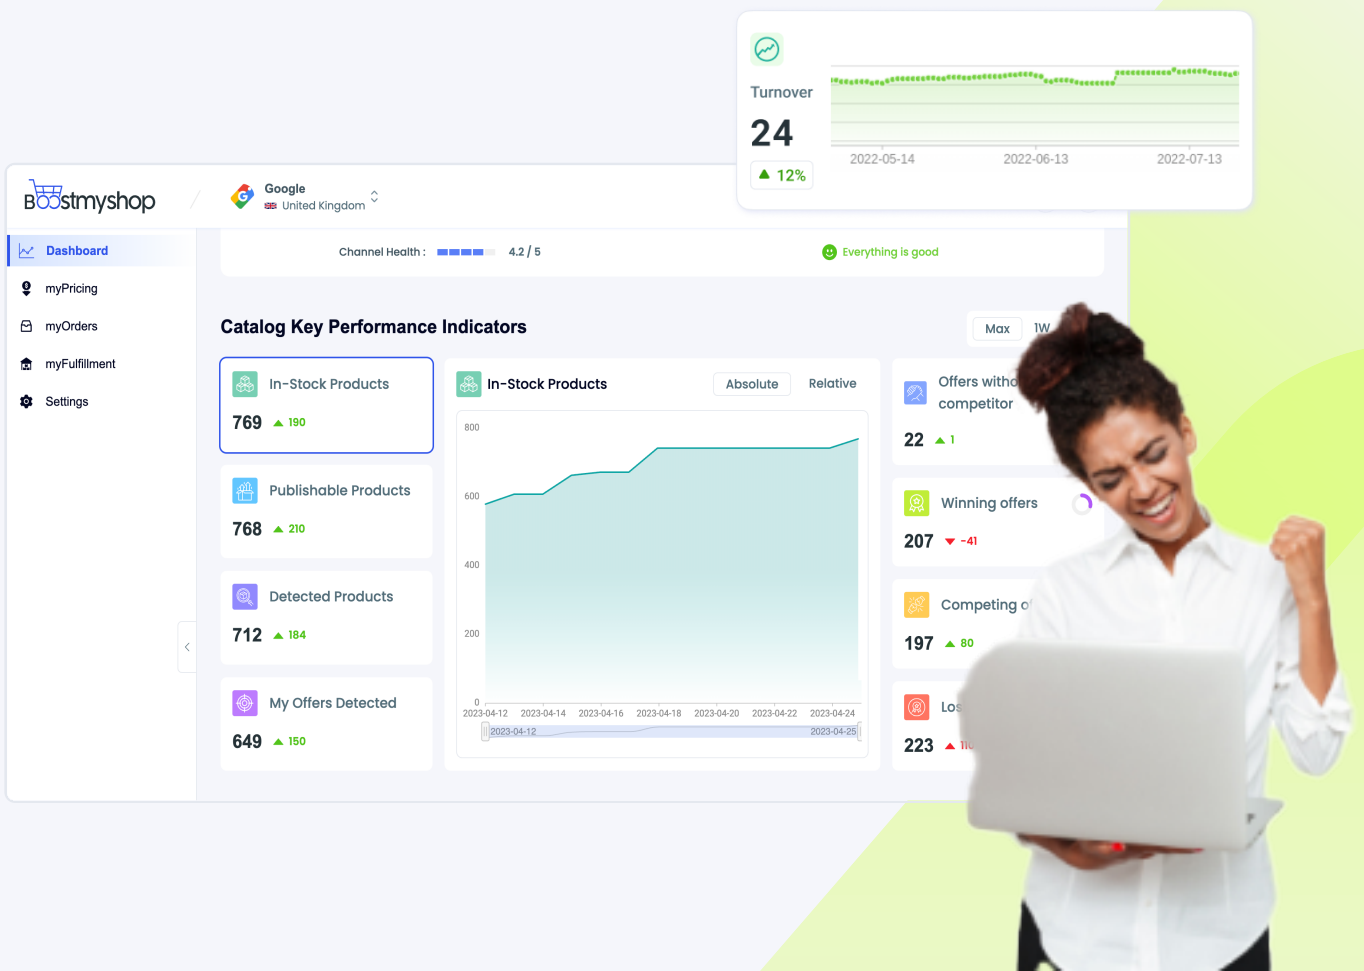 Turnover
24
12%
2022-05-14
2022-06-13
2022-07-13
Boostmyshop
Google
United Kingdom
Dashboard
myPricing
myOrders
myFulfillment
Settings
Channel Health :
4.2 / 5
Everything is good
Catalog Key Performance Indicators
Max
1W
In-Stock Products
769
190
Publishable Products
768
210
Detected Products
712
184
My Offers Detected
649
150
In-Stock Products
Absolute
Relative
800
600
400
200
0
2023-04-12
2023-04-14
2023-04-16
2023-04-18
2023-04-20
2023-04-22
2023-04-24
2023-04-12
2023-04-25
Offers
competitor
22
1
Winning offers
207
-41
Competing
197
80
223